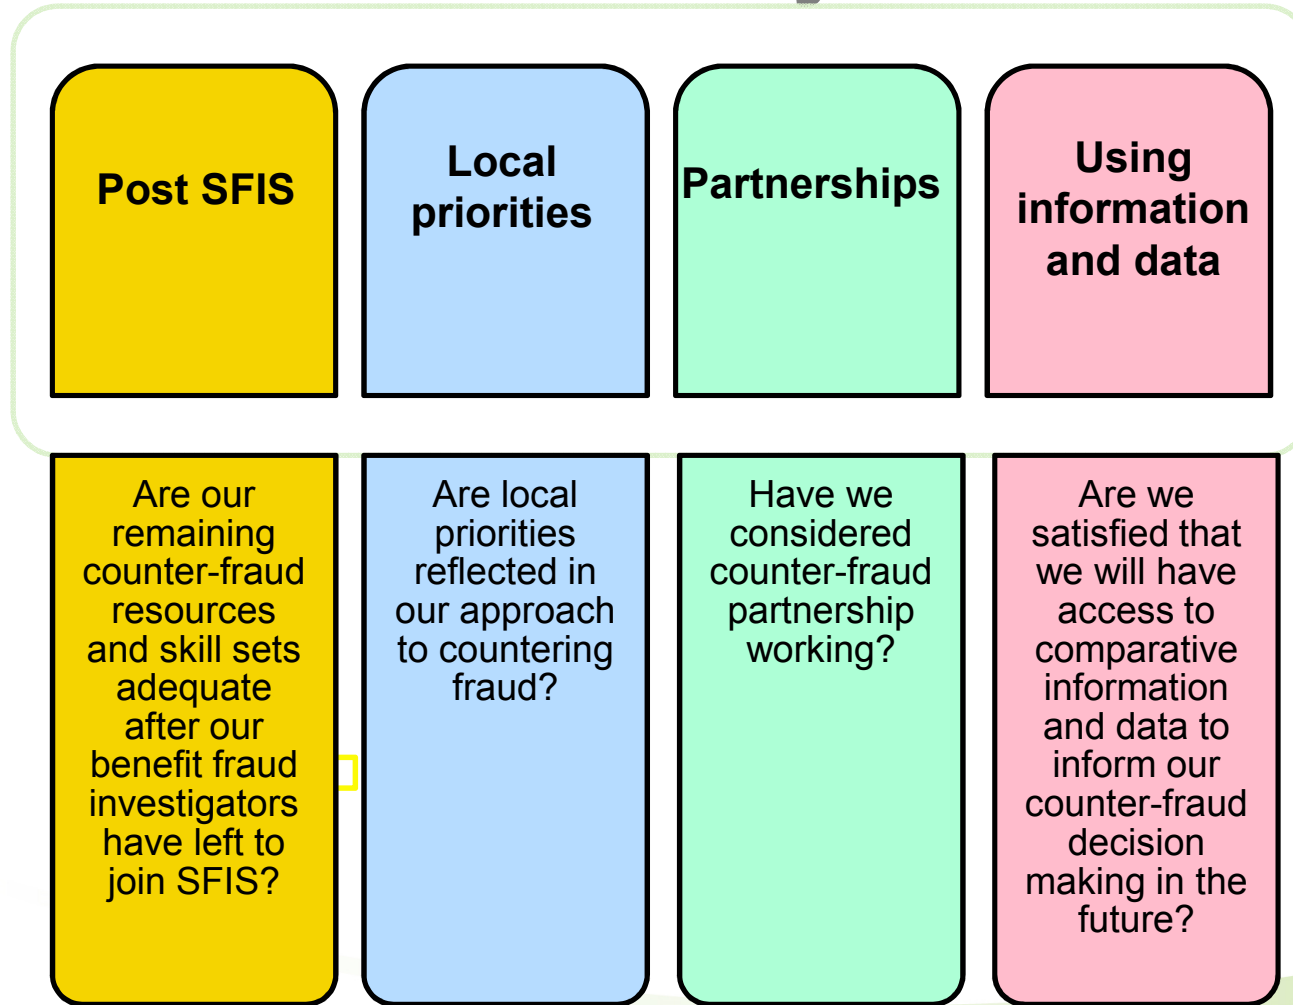 Post SFIS
Local
priorities
Partnerships
Using
information
and data
Are our
remaining
counter-fraud
resources
and skill sets
adequate
after our
benefit fraud
investigators
have left to
join SFIS?
Are local
priorities
reflected in
our approach
to countering
fraud?
Have we
considered
counter-fraud
partnership
working?
Are we
satisfied that
we will have
access to
comparative
information
and data to
inform our
counter-fraud
decision
making in the
future?